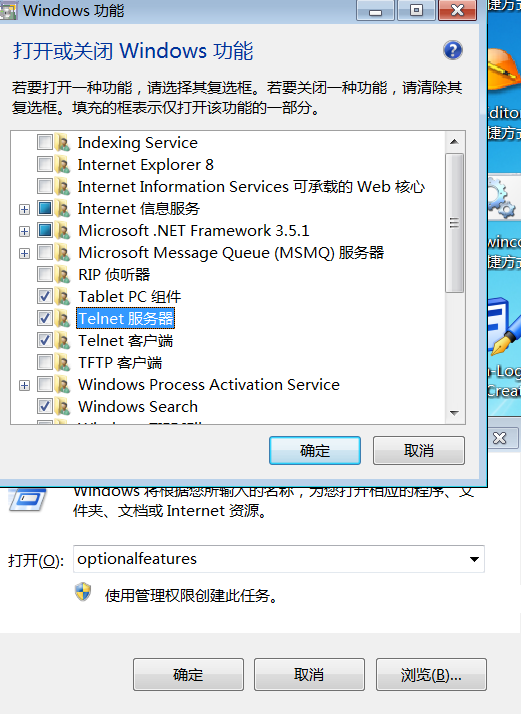 Windows 功能
打开或关闭 Windows 功能
若要打开一种功能，请选择其复选框。若要关闭一种功能，请清除其
复选框。填充的框表示仅打开该功能的一部分。
Indexing Service
Internet Explorer 8
Internet Information Services 可承载的 Web 核心
Internet 信息服务
Microsoft .NET Framework 3.5.1
Microsoft Message Queue (MSMQ) 服务器
RIP 侦听器
Tablet PC 组件
Telnet 服务器
Telnet 客户端
TFTP 客户端
Windows Process Activation Service
Windows Search
确定
取消
Windows 将根据您所输入的名称，为您打开相应的程序、文
件夹、文档或 Internet 资源。
打开(O):
optionalfeatures
使用管理权限创建此任务。
确定
取消
浏览(B)...
捷方式
ditor
捷方式
winco
捷方式
-Log
Crea